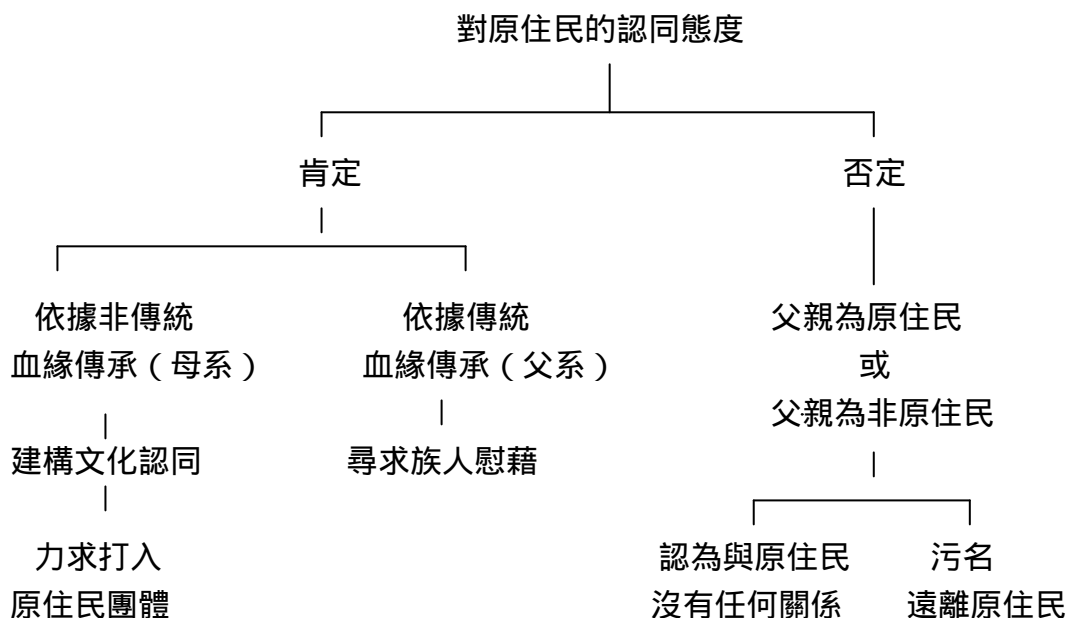 對原住民的認同態度
肯定
否定
依據非傳統
血緣傳承（母系）
依據傳統
血緣傳承（父系）
父親為原住民
或
父親為非原住民
建構文化認同
尋求族人慰藉
力求打入
原住民團體
認為與原住民
沒有任何關係
污名
遠離原住民